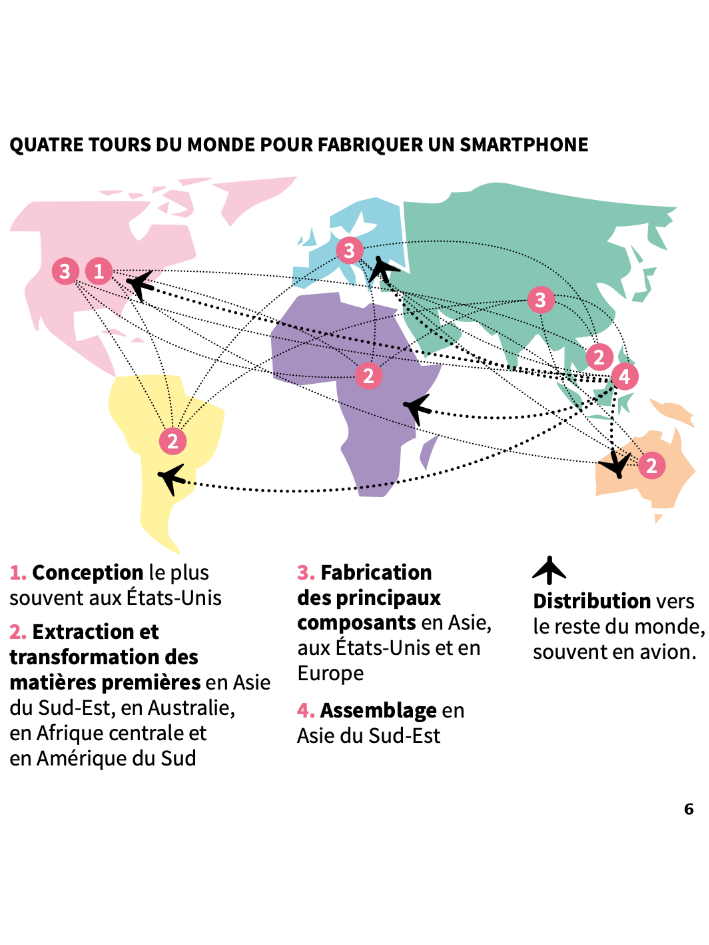 QUATRE TOURS DU MONDE POUR FABRIQUER UN SMARTPHONE
3
3
1
3
2
2
4
2
2
1. Conception le plus
souvent aux États-Unis
2. Extraction et
transformation des
matières premières en Asie
du Sud-Est, en Australie,
en Afrique centrale et
en Amérique du Sud
3. Fabrication
des principaux
composants en Asie,
aux États-Unis et en
Europe
4. Assemblage en
Asie du Sud-Est
Distribution vers
le reste du monde,
souvent en avion.
6